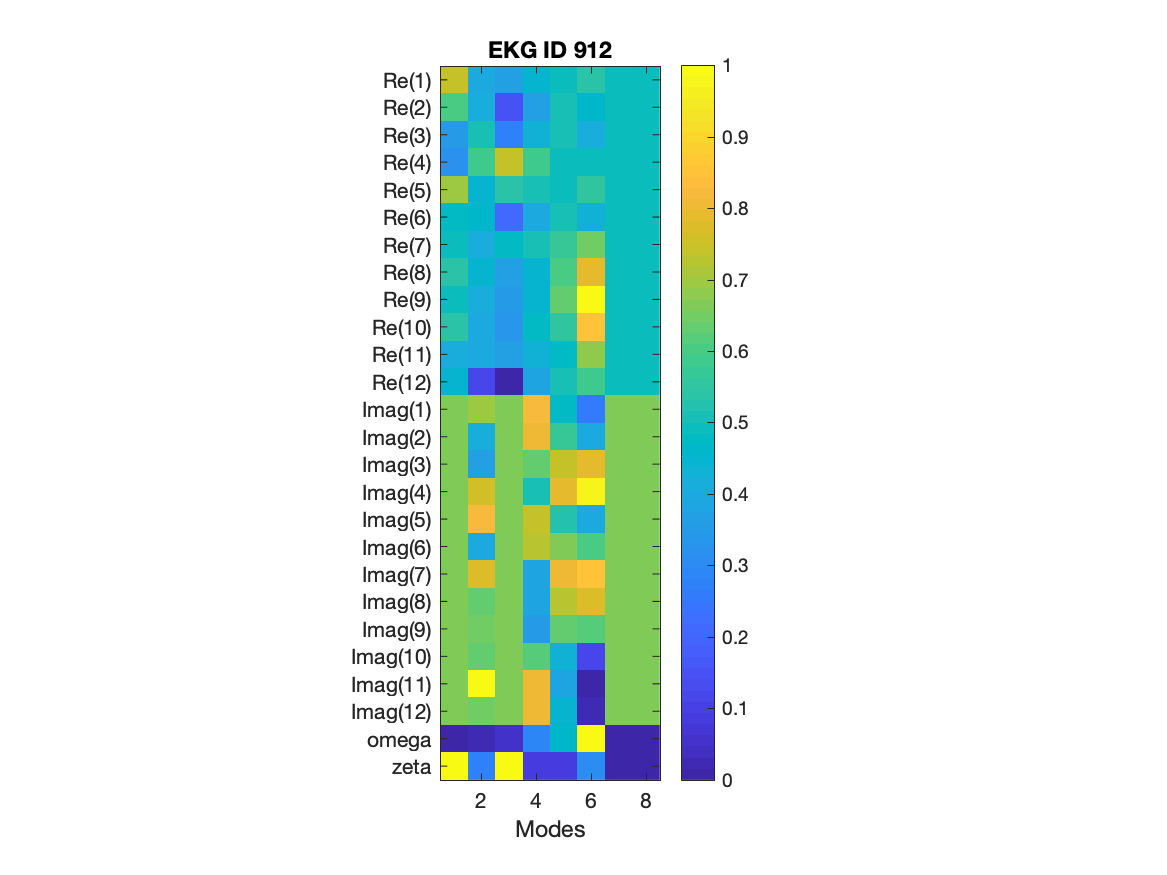 EKG ID 912
Re(1)
Re(2)
Re(3)
Re(4)
Re(5)
Re(6)
Re(7)
Re(8)
Re(9)
Re(10)
Re(11)
Re(12)
Imag(1)
Imag(2)
Imag(3)
Imag(4)
Imag(5)
Imag(6)
Imag(7)
Imag(8)
Imag(9)
Imag(10)
Imag(11)
Imag(12)
omega
zeta
2 4 6 8
Modes
1
0.9
0.8
0.7
0.6
0.5
0.4
0.3
0.2
0.1
0